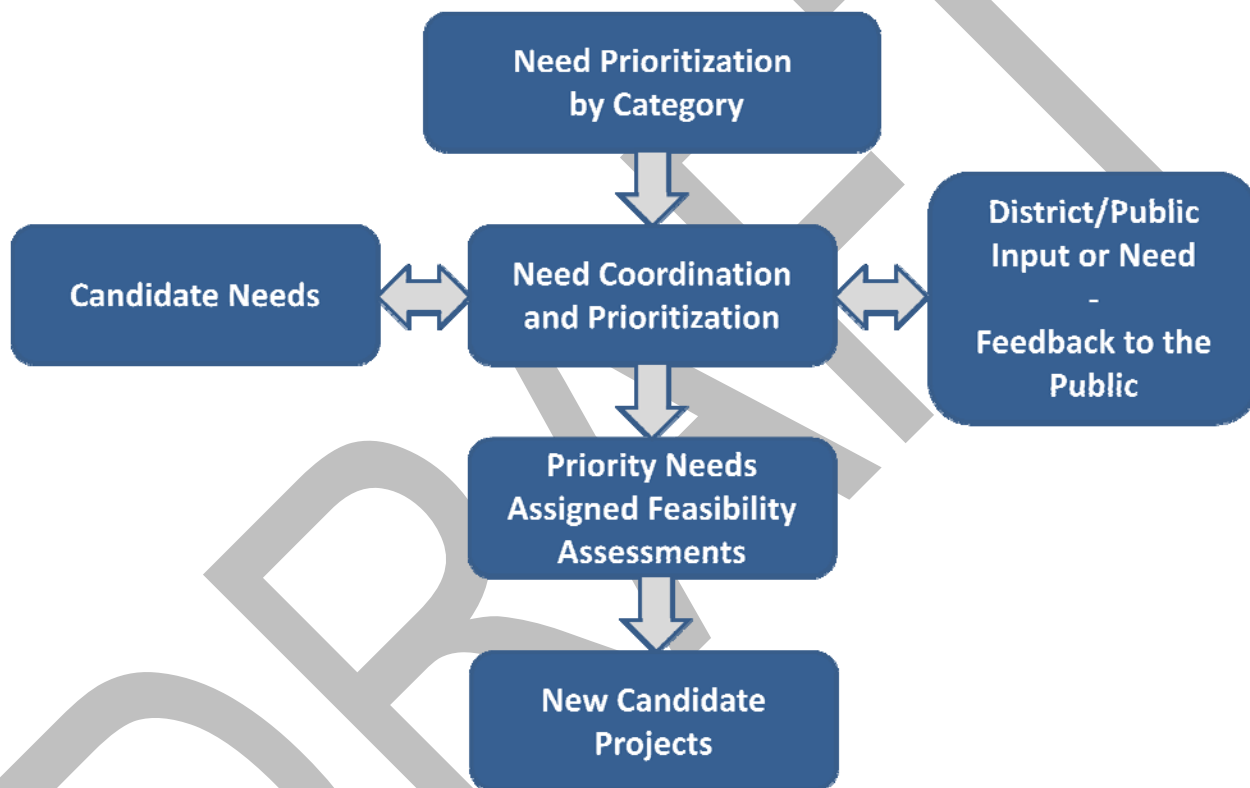 Need Prioritization
by Category
Candidate Needs
Need Coordination
and Prioritization
District/Public
Input or Need
-
Feedback to the
Public
Priority Needs
Assigned Feasibility
Assessments
New Candidate
Projects
DRAFT